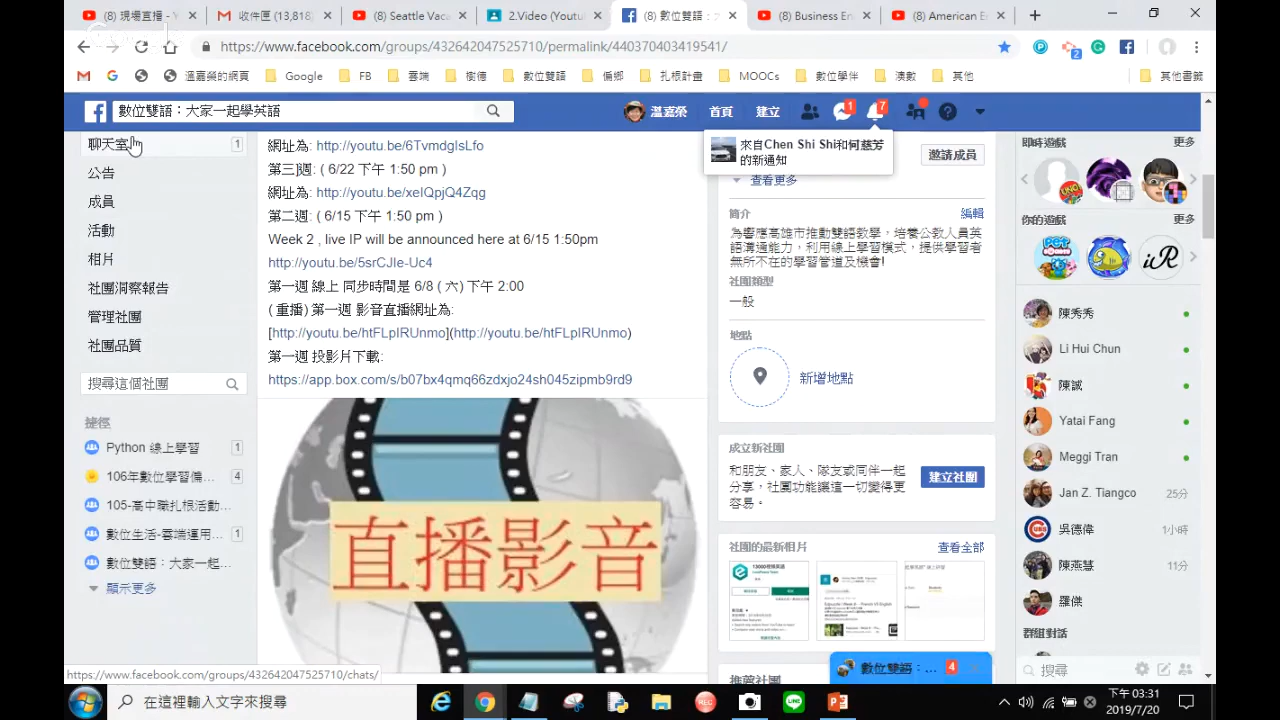 (8) 現場直播 - Y
收件匣 (13,818)
(8) Seattle Vaca
2.Video (Youtu
(8) 數位雙語：大
(8) Business En
(8) American E
https://www.facebook.com/groups/432642047525710/permalink/440370403419541/
2
溫嘉榮的網頁
Google
FB
雲端
衡德
數位雙語
偏鄉
扎根計畫
MOOCs
數位學伴
澳數
其他
其他書籤
數位雙語：大家一起學英語
溫嘉榮
首頁
建立
1
7
聊天室
1
公告
成員
活動
相片
社團洞察報告
管理社團
社團品質
搜尋這個社團
捷徑
Python 線上學習
1
106年數位學習備...
4
105-高中職扎根活動...
數位生活-雲端運用...
1
數位雙語：大家一起...
顯示更多
網址為: http://youtu.be/6TvmdgIsLfo
第三週: ( 6/22 下午 1:50 pm )
網址為: http://youtu.be/xeIQpjQ4Zqg
第二週: ( 6/15 下午 1:50 pm )
Week 2 , live IP will be announced here at 6/15 1:50pm
http://youtu.be/5srCJIe-Uc4
第一週 線上 同步時間是 6/8 ( 六) 下午 2:00
( 重播) 第一週 影音直播網址為:
[http://youtu.be/htFLpIRUnmo](http://youtu.be/htFLpIRUnmo)
第一週 投影片下載:
https://app.box.com/s/b07bx4qmq66zdxjo24sh045zipmb9rd9
直播影音
來自Chen Shi Shi和何慈芳
的新通知
邀請成員
查看更多
簡介
編輯
為響應高雄市推動雙語教學，培養公教人員英
語溝通能力，利用線上學習模式，提供學習者
無所不在的學習管道及機會!
社團類型
一般
地點
新增地點
成立新社團
和朋友、家人、隊友或同伴一起
分享，社團功能讓這一切變得更
容易。
建立社團
社團的最新相片
查看全部
推薦社團
即時遊戲
更多
你的遊戲
更多
陳秀秀
Li Hui Chun
陳誠
Yatai Fang
Meggi Tran
Jan Z. Tiangco
25分
吳德偉
1小時
陳燕慧
11分
羅傑
群組對話
搜尋
數位雙語：...
4
https://www.facebook.com/groups/432642047525710/chats/
在這裡輸入文字來搜尋
下午 03:31
2019/7/20